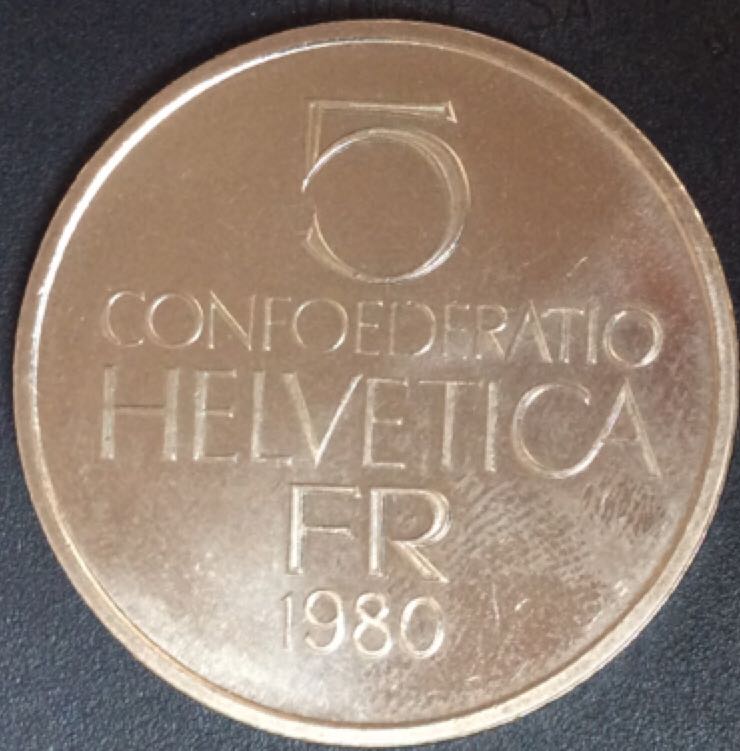 5
CONFOEDERATIO
HELVETICA
FR
1980